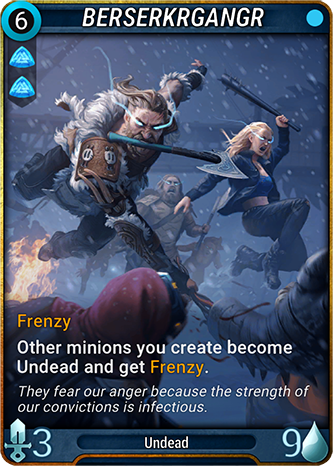 6
BERSERKRGANGR
Frenzy
Other minions you create become
Undead and get Frenzy.
They fear our anger because the strength of
our convictions is infectious.
3
Undead
9